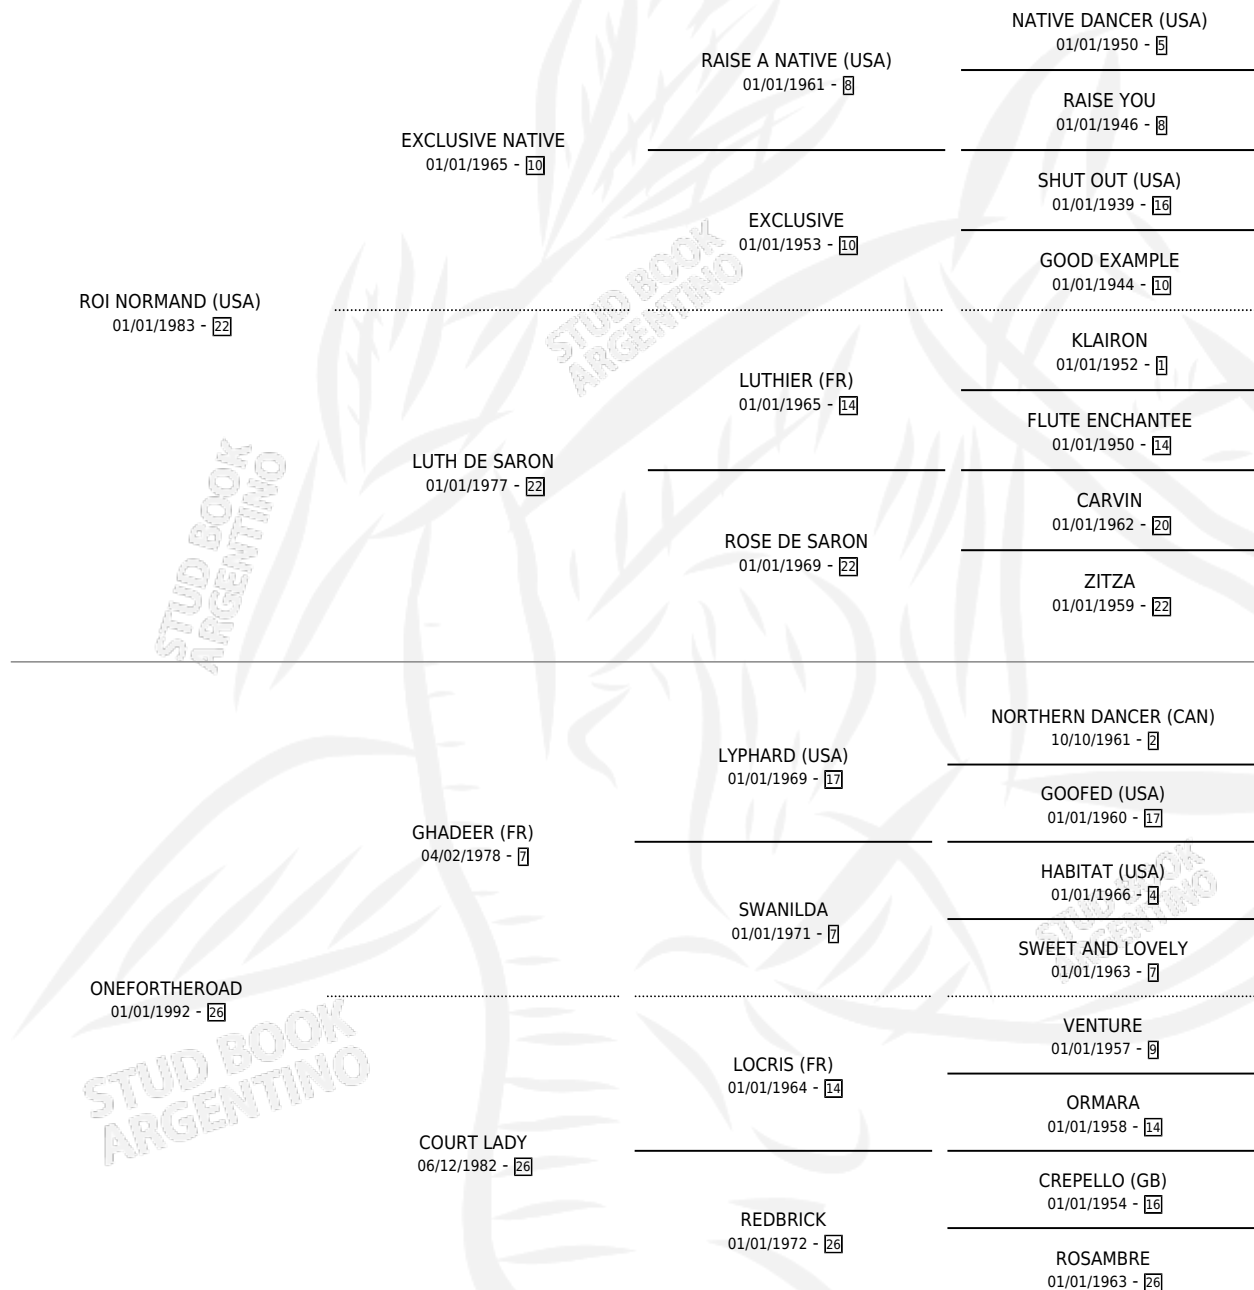 NATIVE DANCER (USA)
01/01/1950 - 5
RAISE A NATIVE (USA)
01/01/1961 - 8
RAISE YOU
01/01/1946 - 8
EXCLUSIVE NATIVE
01/01/1965 - 10
SHUT OUT (USA)
01/01/1939 - 16
EXCLUSIVE
01/01/1953 - 10
GOOD EXAMPLE
01/01/1944 - 10
ROI NORMAND (USA)
01/01/1983 - 22
KLAIRON
01/01/1952 - 1
LUTHIER (FR)
01/01/1965 - 14
FLUTE ENCHANTEE
01/01/1950 - 14
LUTH DE SARON
01/01/1977 - 22
CARVIN
01/01/1962 - 20
ROSE DE SARON
01/01/1969 - 22
ZITZA
01/01/1959 - 22
NORTHERN DANCER (CAN)
10/10/1961 - 2
LYPHARD (USA)
01/01/1969 - 17
GOOFED (USA)
01/01/1960 - 17
GHADEER (FR)
04/02/1978 - 7
HABITAT (USA)
01/01/1966 - 4
SWANILDA
01/01/1971 - 7
SWEET AND LOVELY
01/01/1963 - 7
ONEFORTHEROAD
01/01/1992 - 26
VENTURE
01/01/1957 - 9
LOCRIS (FR)
01/01/1964 - 14
ORMARA
01/01/1958 - 14
COURT LADY
06/12/1982 - 26
CREPELLO (GB)
01/01/1954 - 16
REDBRICK
01/01/1972 - 26
ROSAMBRE
01/01/1963 - 26
STUD BOOK
ARGENTINO
STUD BOOK
ARGENTINO
STUD BOOK
ARGENTINO
STUD BOOK
ARGENTINO